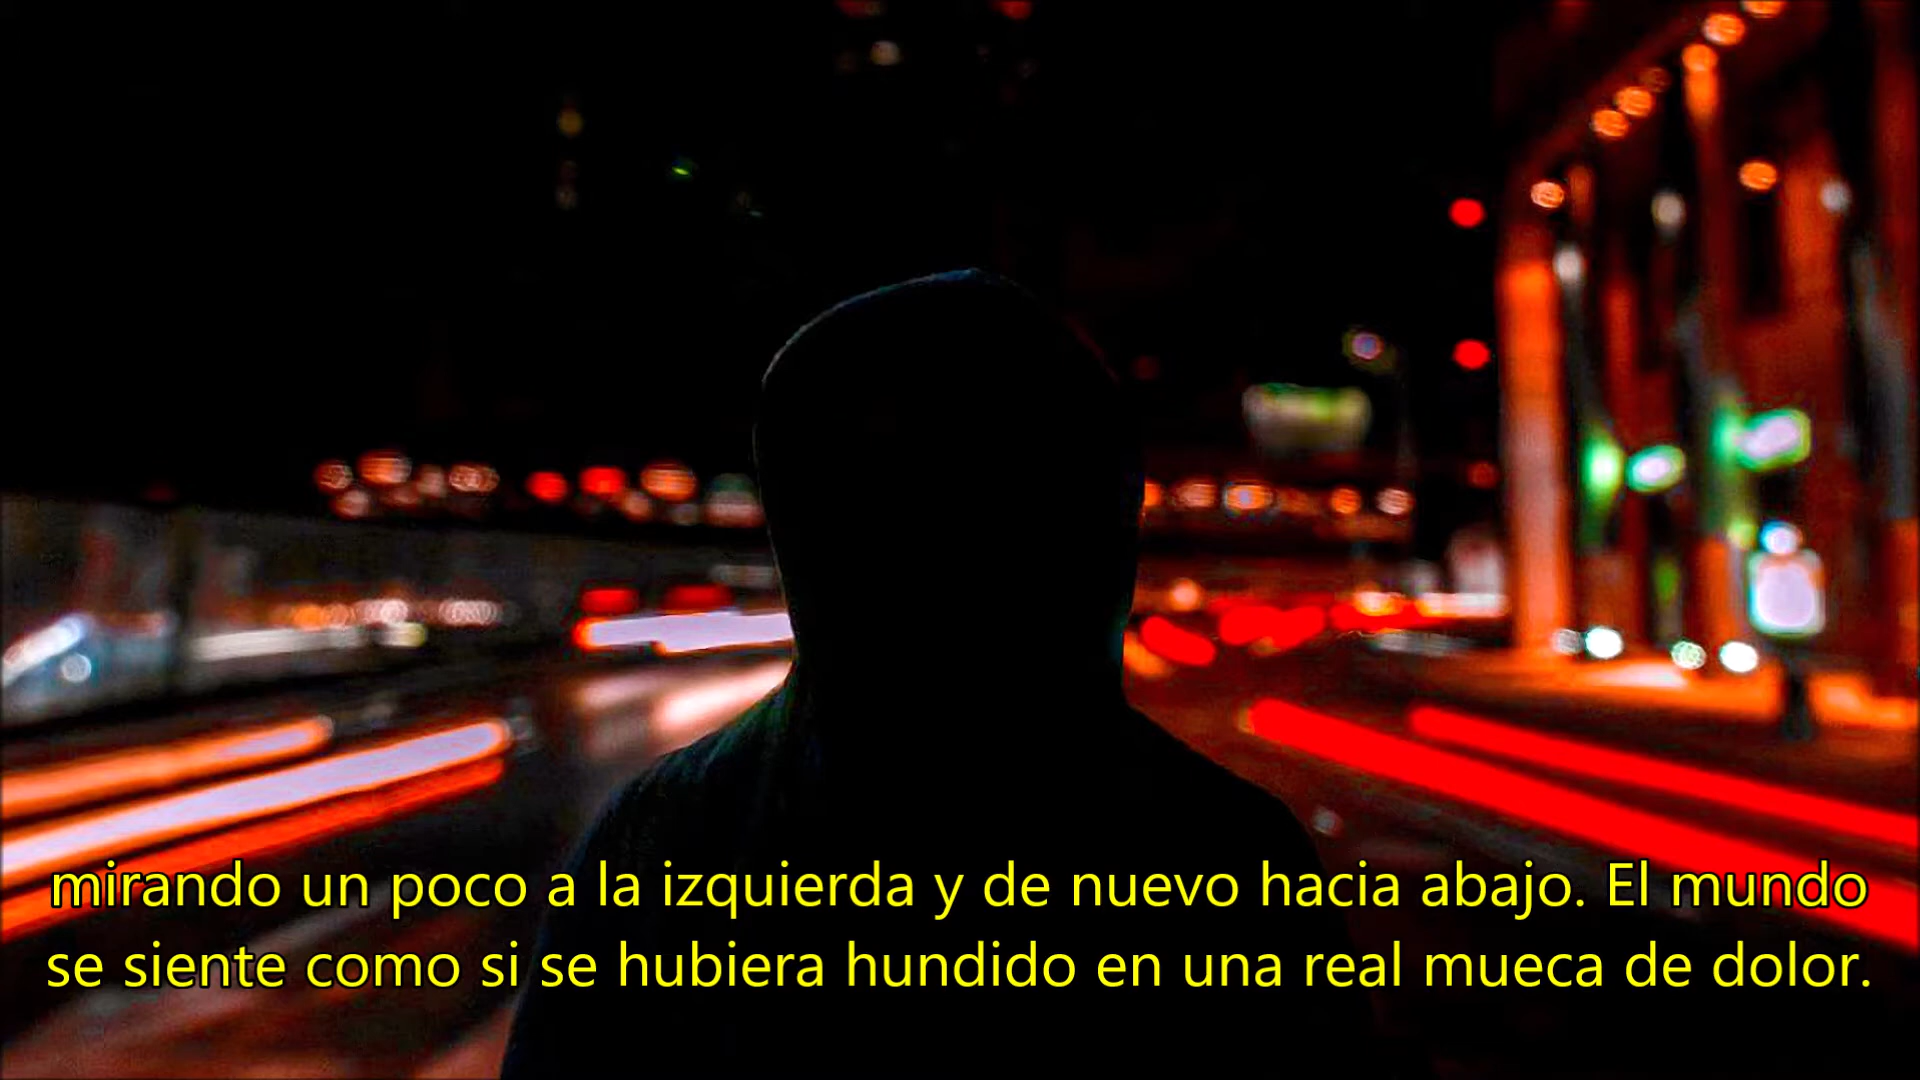 mirando un poco a la izquierda y de nuevo hacia abajo. El mundo
se siente como si se hubiera hundido en una real mueca de dolor.